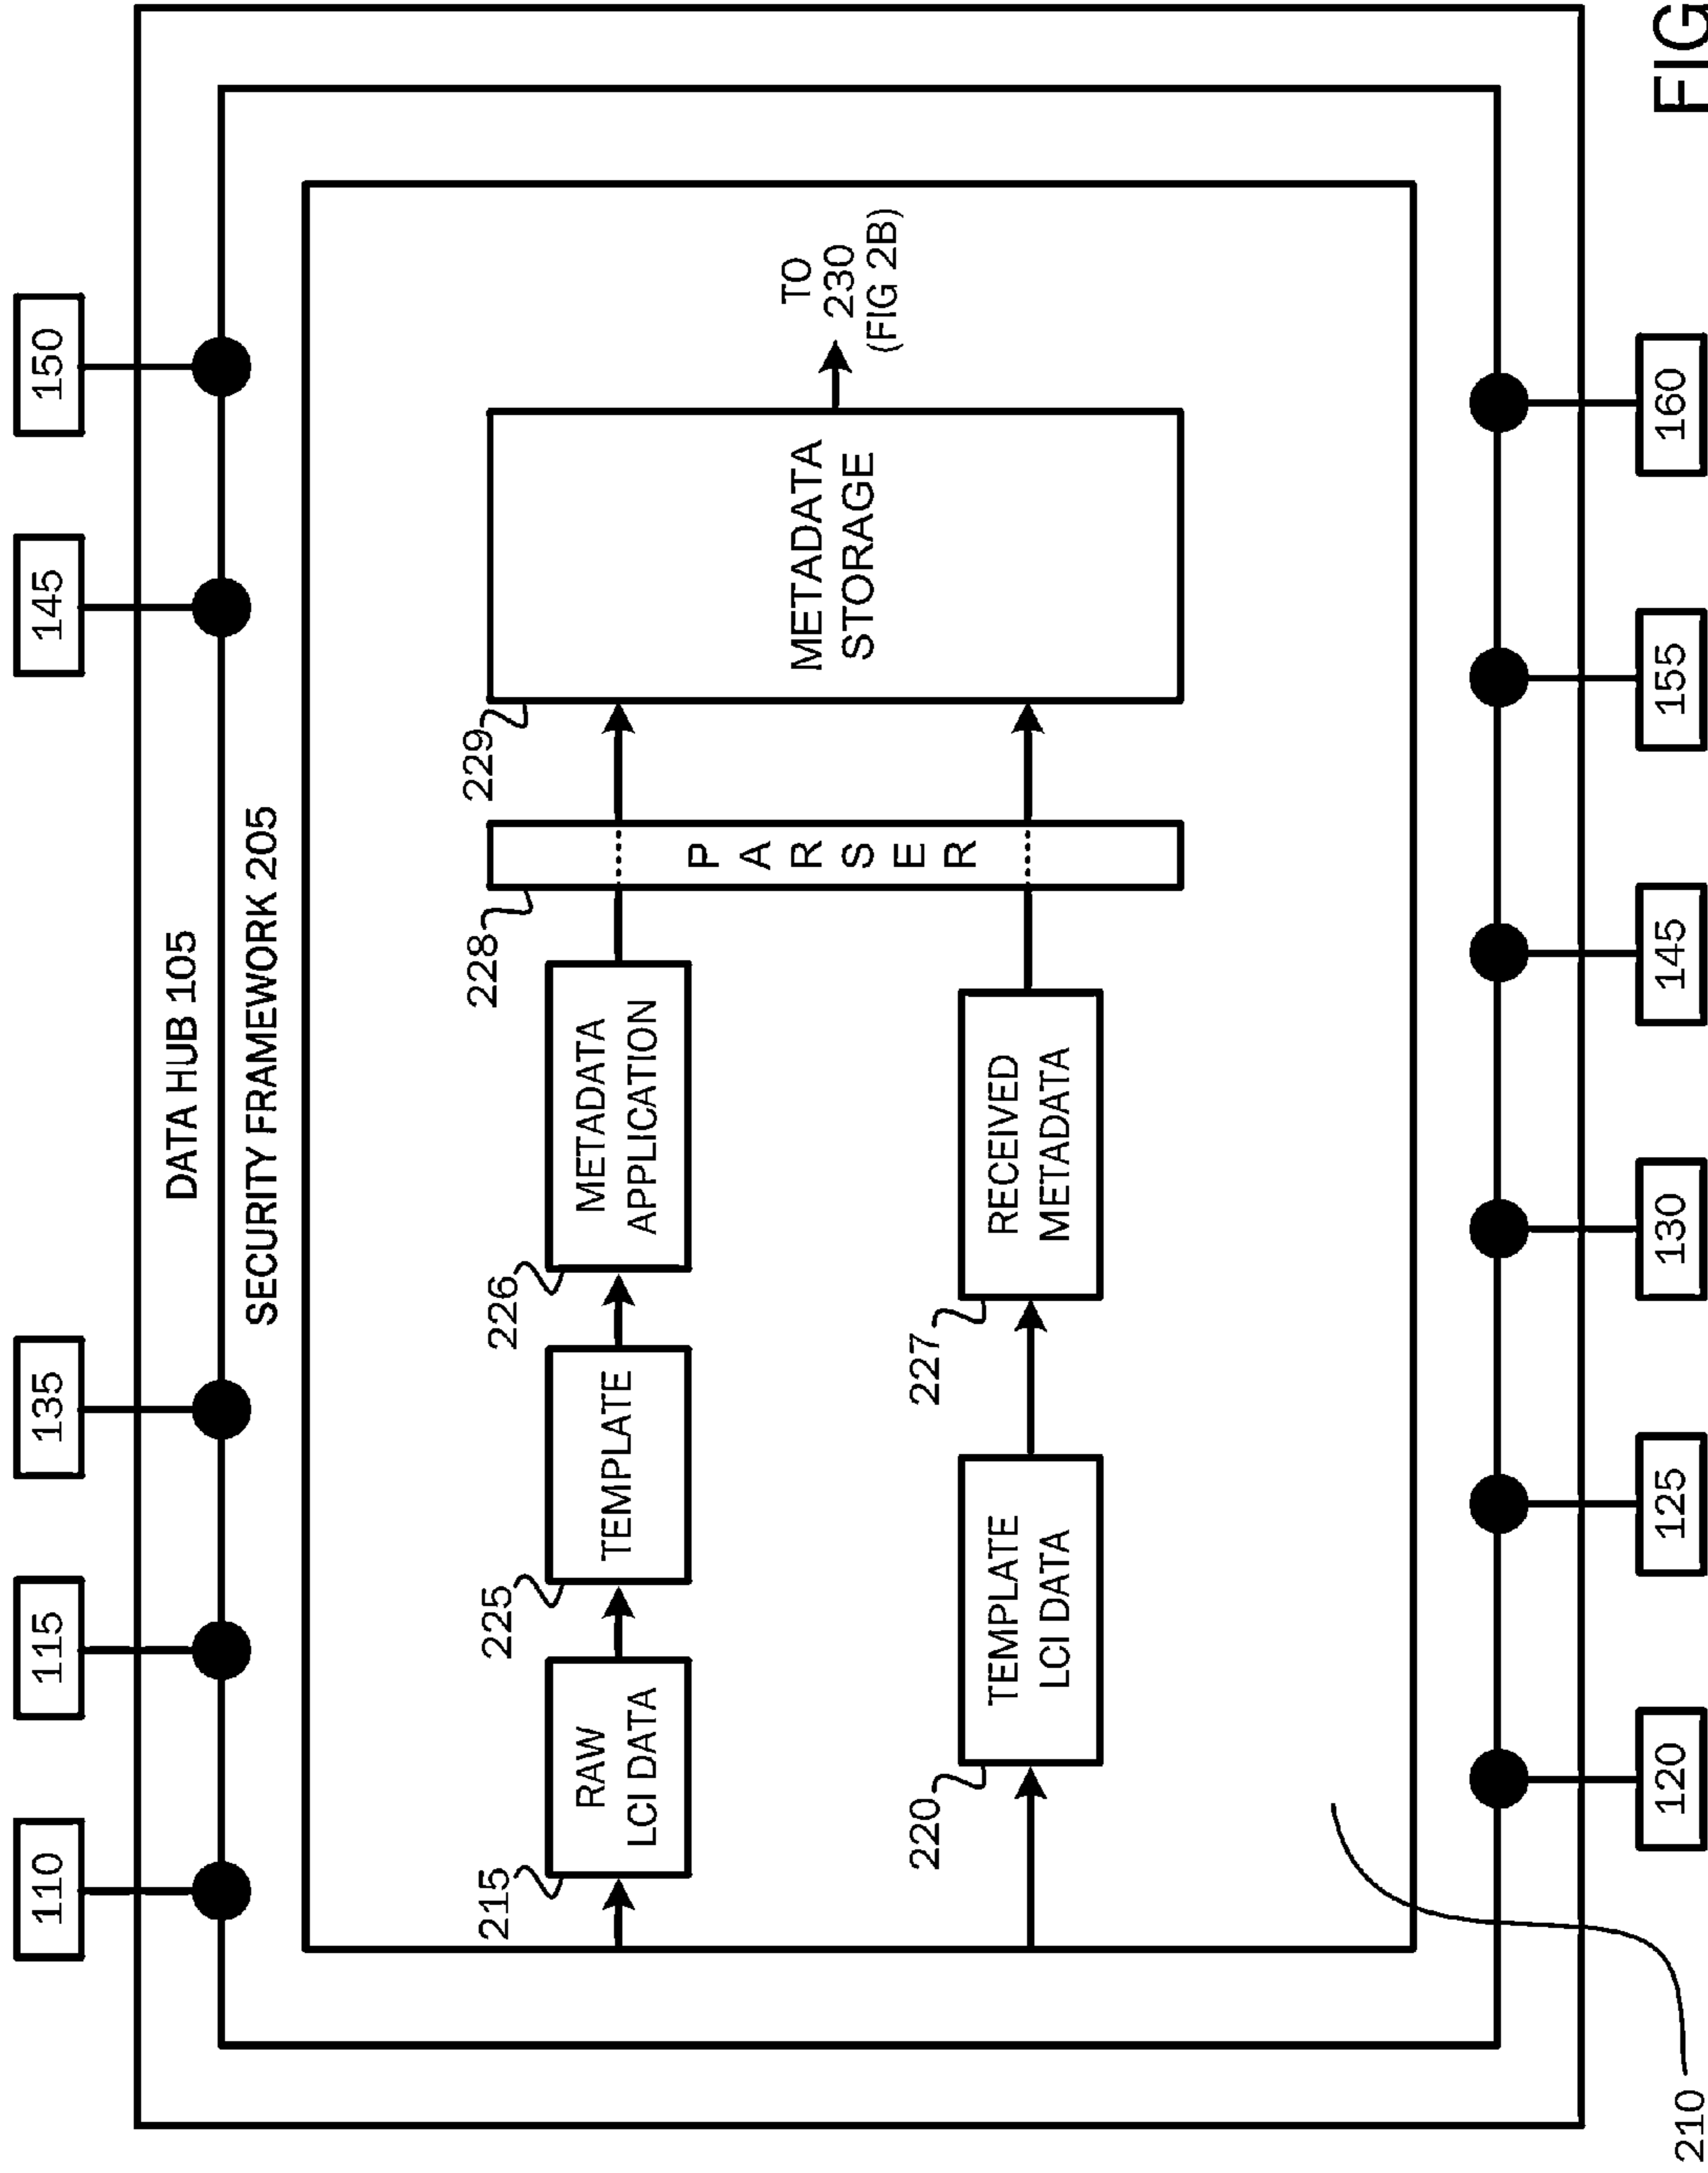 110
115
135
145
150
DATA HUB 105
SECURITY FRAMEWORK 205
215
RAW
LCI DATA
225
TEMPLATE
226
METADATA
APPLICATION
228
PARSER
229
METADATA
STORAGE
TO
230
(FIG 2B)
220
TEMPLATE
LCI DATA
227
RECEIVED
METADATA
210
120
125
130
145
155
160
FIG